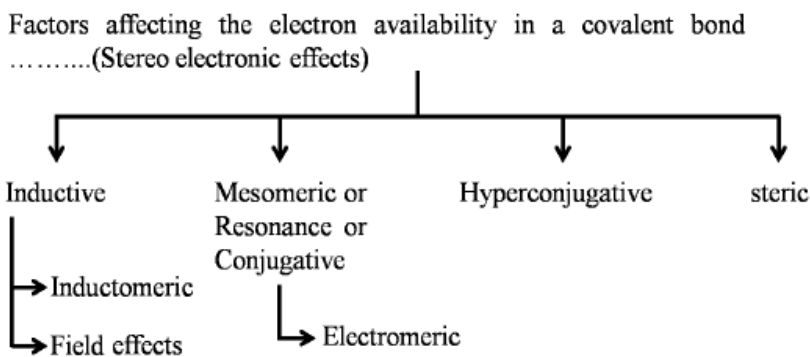 Factors affecting the electron availability in a covalent bond
………....(Stereo electronic effects)
Inductive
Mesomeric or
Resonance or
Conjugative
Hyperconjugative
steric
Inductomeric
Field effects
Electromeric